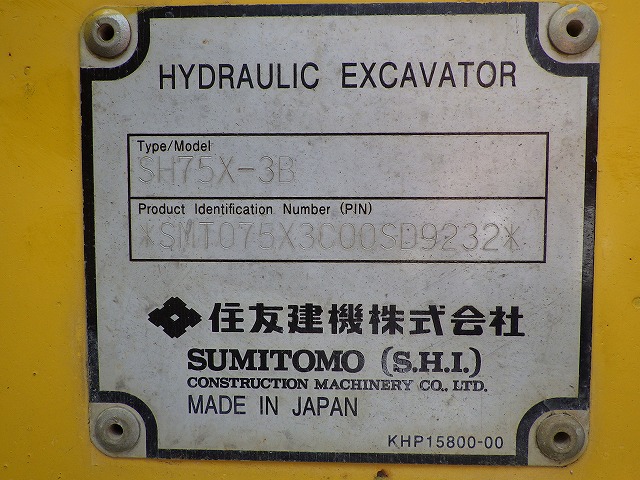 HYDRAULIC EXCAVATOR
Type/Model
SH75X-3B
Product Identification Number (PIN)
*SMT075X3C00SD9232*
住友建機株式会社
SUMITOMO (S.H.I.)
CONSTRUCTION MACHINERY CO., LTD.
MADE IN JAPAN
KHP15800-00